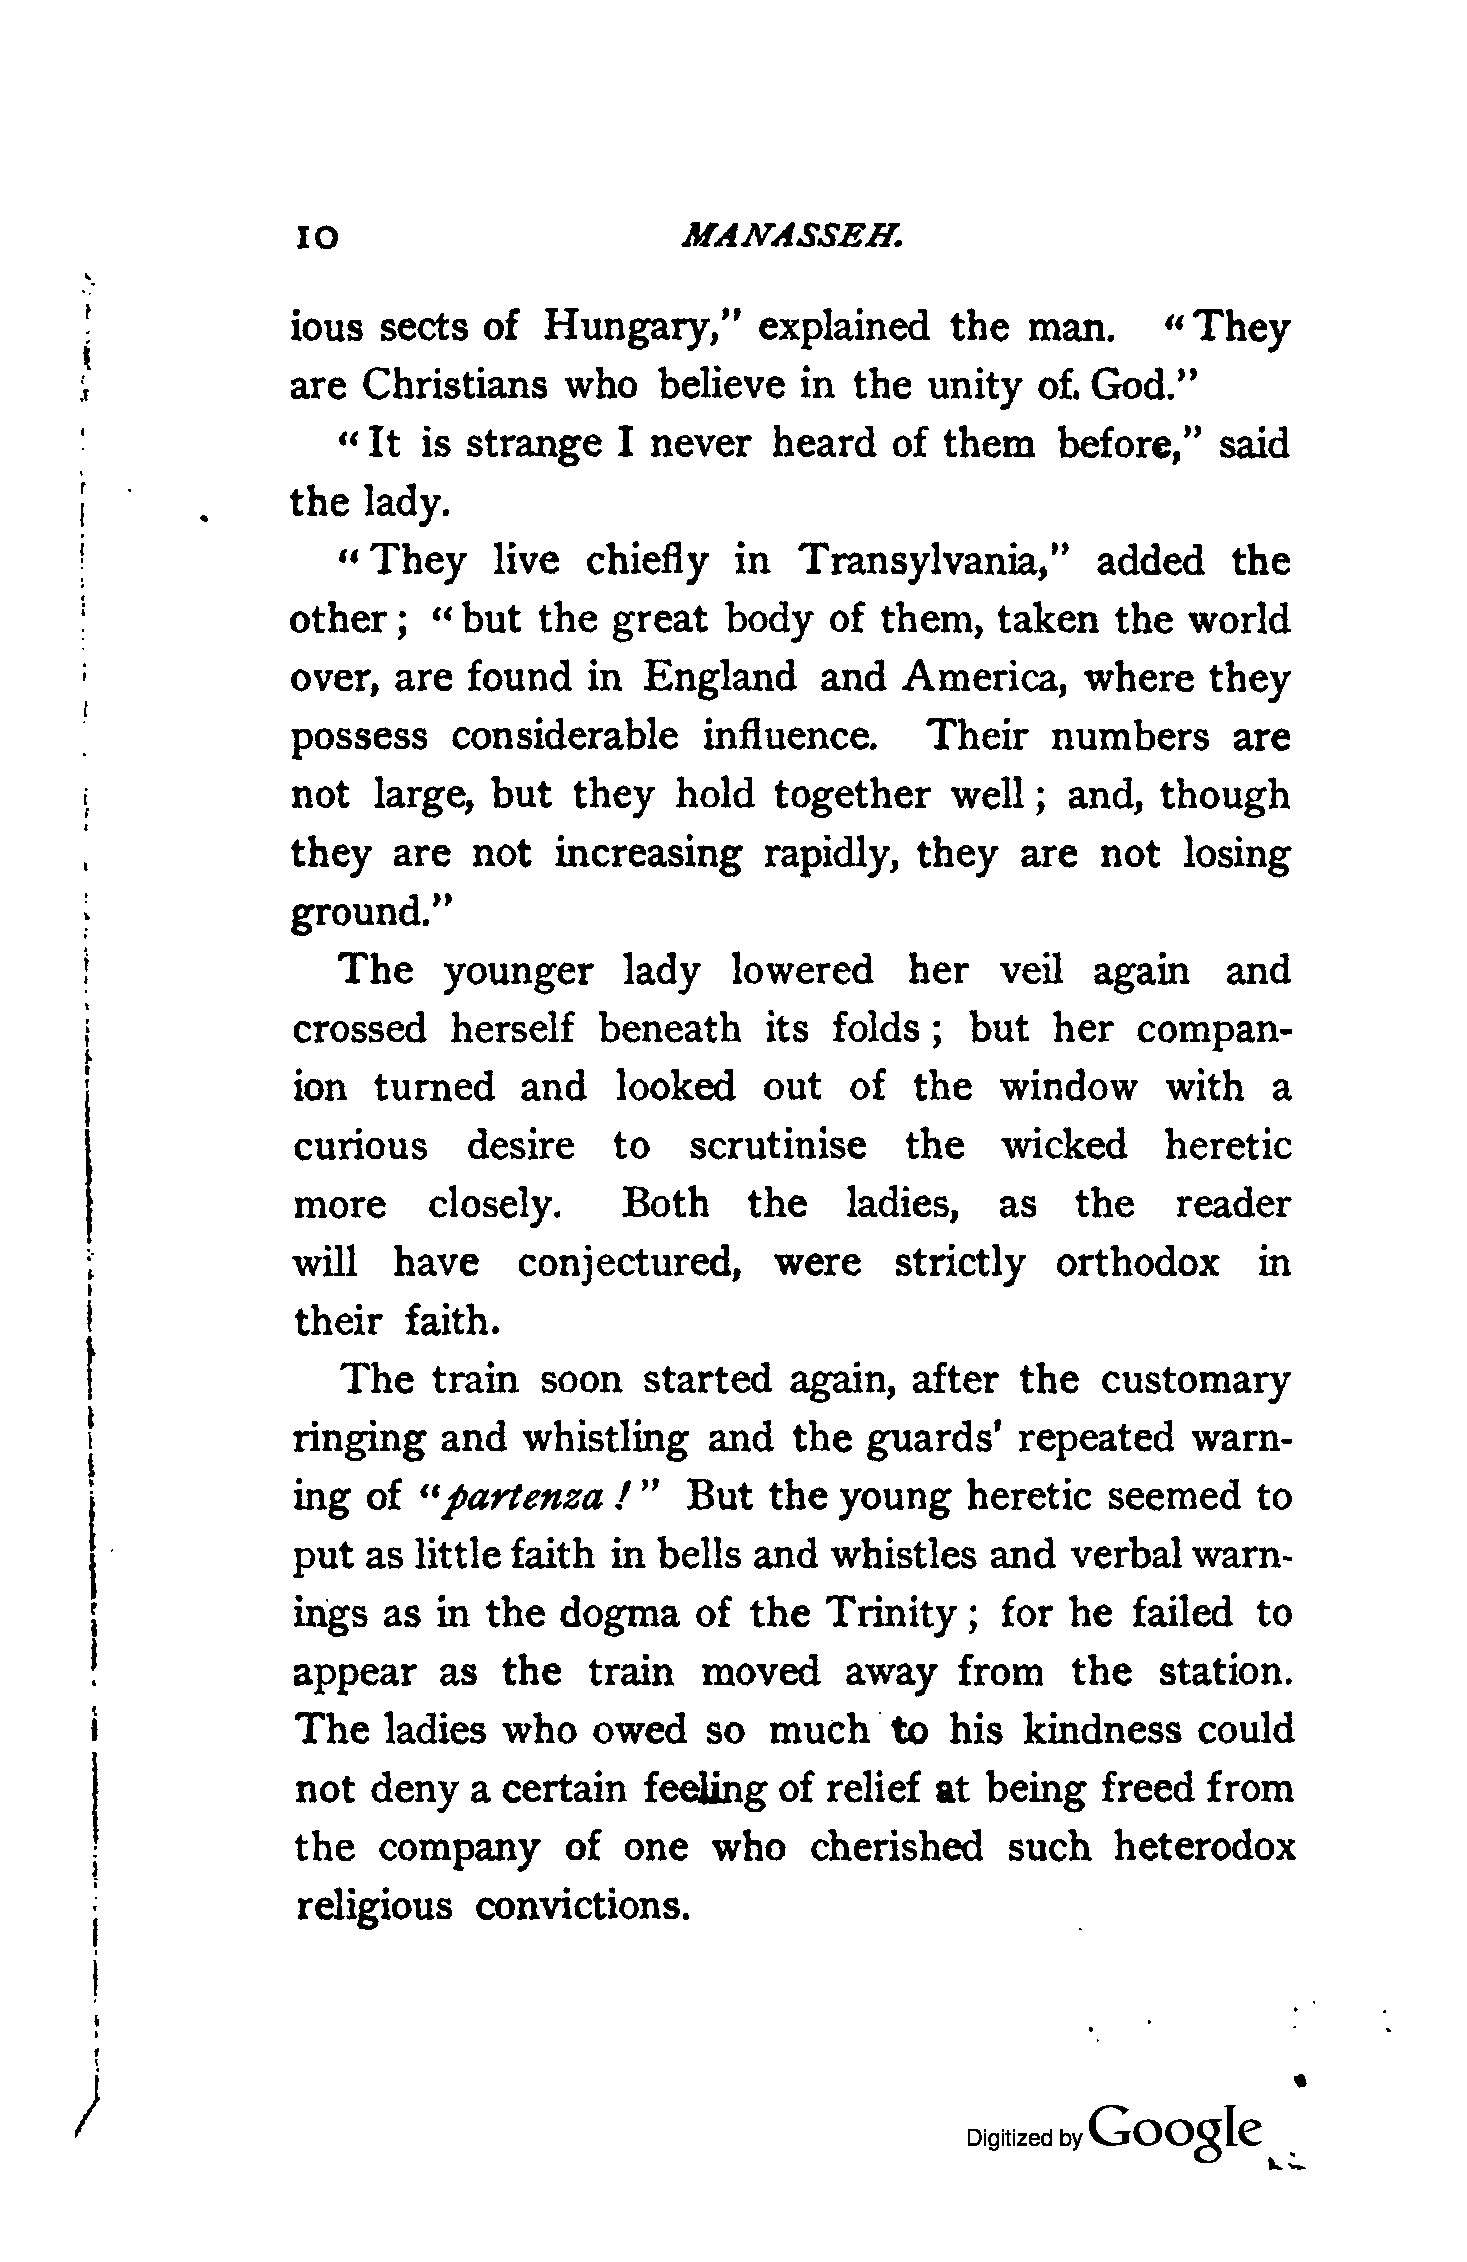 10 MANASSEH.
ious sects of Hungary," explained the man. "They
are Christians who believe in the unity of. God."
"It is strange I never heard of them before," said
the lady.
"They live chiefly in Transylvania," added the
other; "but the great body of them, taken the world
over, are found in England and America, where they
possess considerable influence. Their numbers are
not large, but they hold together well; and, though
they are not increasing rapidly, they are not losing
ground."
The younger lady lowered her veil again and
crossed herself beneath its folds; but her compan-
ion turned and looked out of the window with a
curious desire to scrutinise the wicked heretic
more closely. Both the ladies, as the reader
will have conjectured, were strictly orthodox in
their faith.
The train soon started again, after the customary
ringing and whistling and the guards' repeated warn-
ing of "partenza!" But the young heretic seemed to
put as little faith in bells and whistles and verbal warn-
ings as in the dogma of the Trinity; for he failed to
appear as the train moved away from the station.
The ladies who owed so much to his kindness could
not deny a certain feeling of relief at being freed from
the company of one who cherished such heterodox
religious convictions.
Digitized by Google